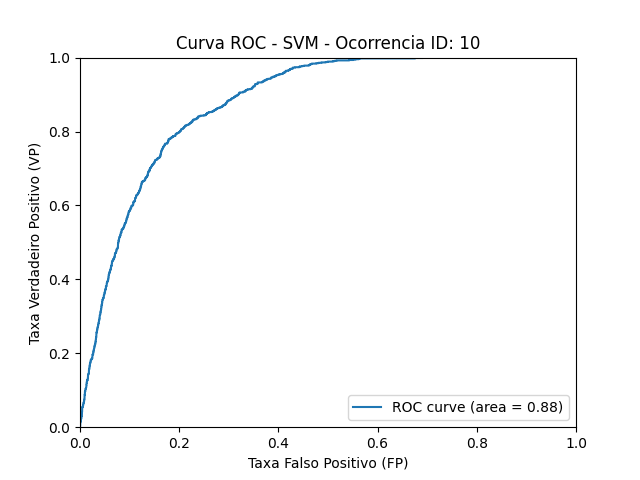 Curva ROC - SVM - Ocorrencia ID: 10
1.0
0.8
0.6
0.4
0.2
0.0
Taxa Verdadeiro Positivo (VP)
ROC curve (area = 0.88)
0.0 0.2 0.4 0.6 0.8 1.0
Taxa Falso Positivo (FP)